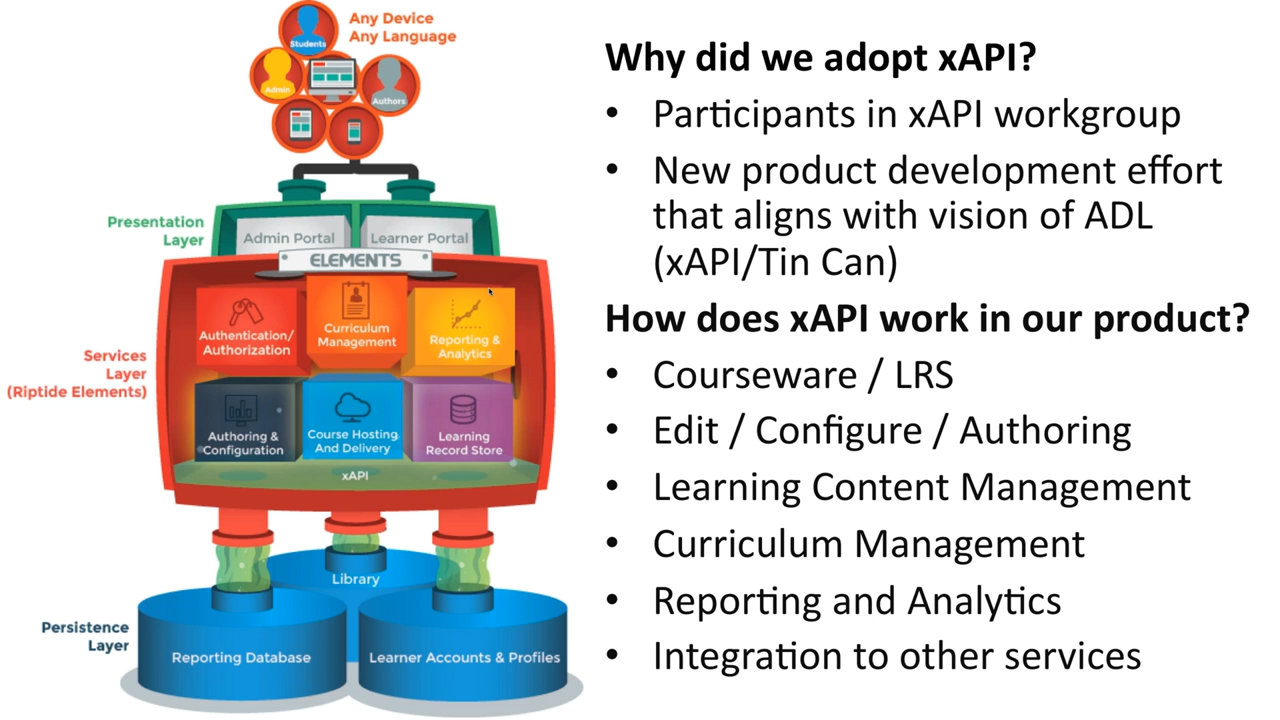 Any Device
Any Language
Students
Admin
Authors
Presentation
Layer
Admin Portal
Learner Portal
ELEMENTS
Services
Layer
(Riptide Elements)
Authentication/
Authorization
Curriculum
Management
Reporting &
Analytics
Authoring &
Configuration
Course Hosting
And Delivery
Learning
Record Store
xAPI
Persistence
Layer
Library
Reporting Database
Learner Accounts & Profiles
Why did we adopt xAPI?
• Participants in xAPI workgroup
• New product development effort
that aligns with vision of ADL
(xAPI/Tin Can)
How does xAPI work in our product?
• Courseware / LRS
• Edit / Configure / Authoring
• Learning Content Management
• Curriculum Management
• Reporting and Analytics
• Integration to other services